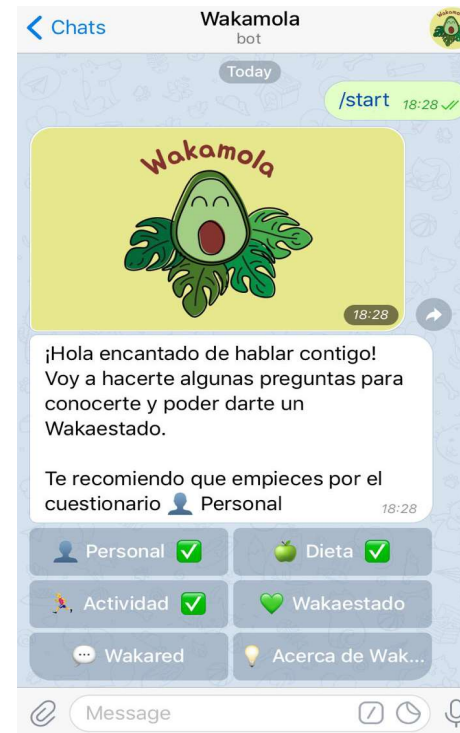 Chats
Wakamola
bot
Today
/start 18:28
Wakamola
18:28
¡Hola encantado de hablar contigo!
Voy a hacerte algunas preguntas para
conocerte y poder darte un
Wakaestado.
Te recomiendo que empieces por el
cuestionario 👤 Personal
18:28
👤 Personal ✅
🍏 Dieta ✅
🏃 Actividad ✅
💚 Wakaestado
💬 Wakared
💡 Acerca de Wak...
Message